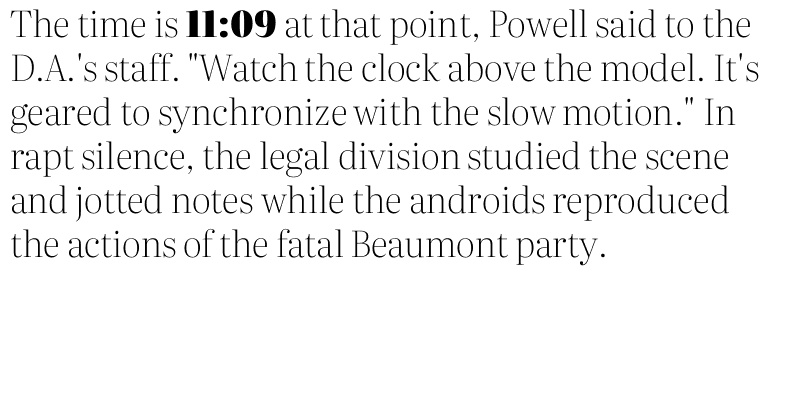 The time is 11:09 at that point, Powell said to the
D.A.'s staff. "Watch the clock above the model. It's
geared to synchronize with the slow motion." In
rapt silence, the legal division studied the scene
and jotted notes while the androids reproduced
the actions of the fatal Beaumont party.